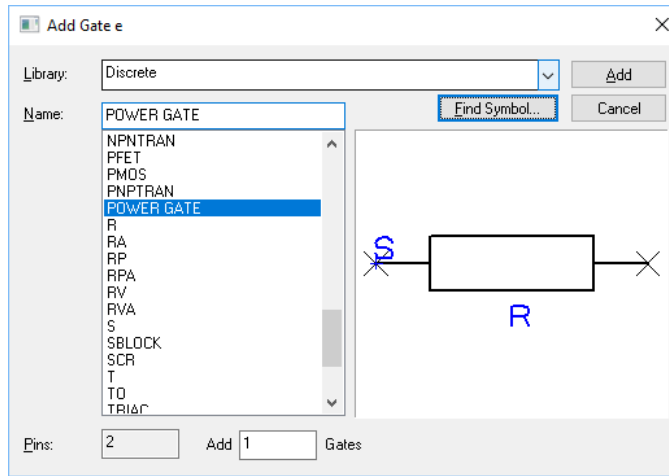 Add Gate e
Library: Discrete Add
Name: POWER GATE Find Symbol... Cancel
NPNTRAN
PFET
PMOS
PNPTRAN
POWER GATE
R
RA
RP
RPA
RV
RVA
S
SBLOCK
SCR
T
TO
TRIAC
S
R
Pins: 2 Add 1 Gates